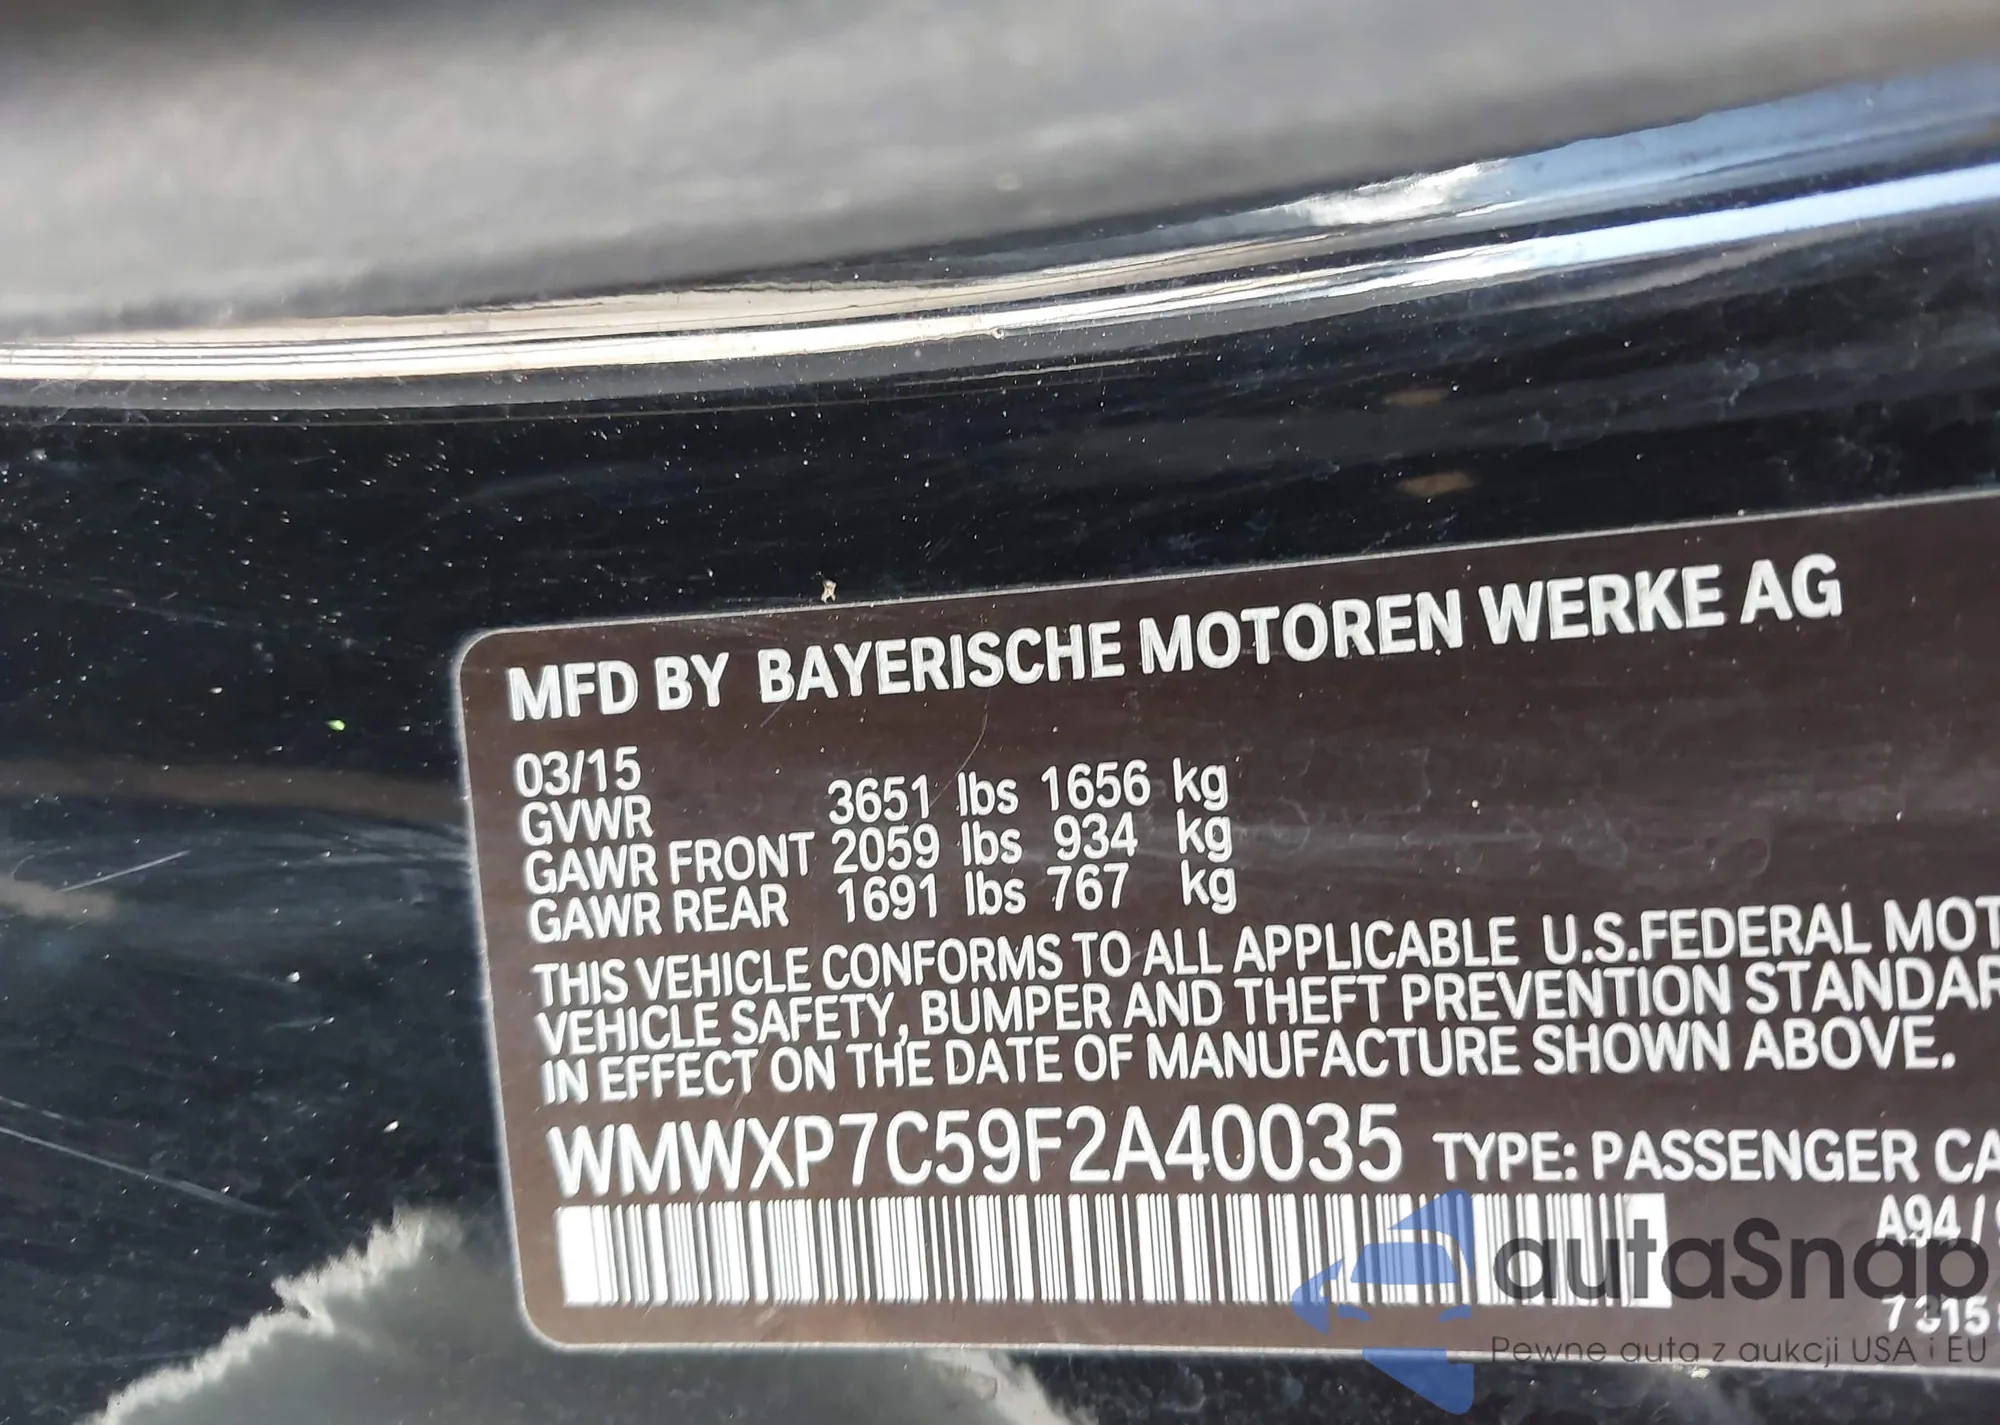 MFD BY BAYERISCHE MOTOREN WERKE AG
03/15
GVWR 3651 lbs 1656 kg
GAWR FRONT 2059 lbs 934 kg
GAWR REAR 1691 lbs 767 kg
THIS VEHICLE CONFORMS TO ALL APPLICABLE U.S.FEDERAL MOT
VEHICLE SAFETY, BUMPER AND THEFT PREVENTION STANDAR
IN EFFECT ON THE DATE OF MANUFACTURE SHOWN ABOVE.
WMWXP7C59F2A40035 TYPE: PASSENGER CA
A94/
autaSnap
7315
Pewne auta z aukcji USA i EU